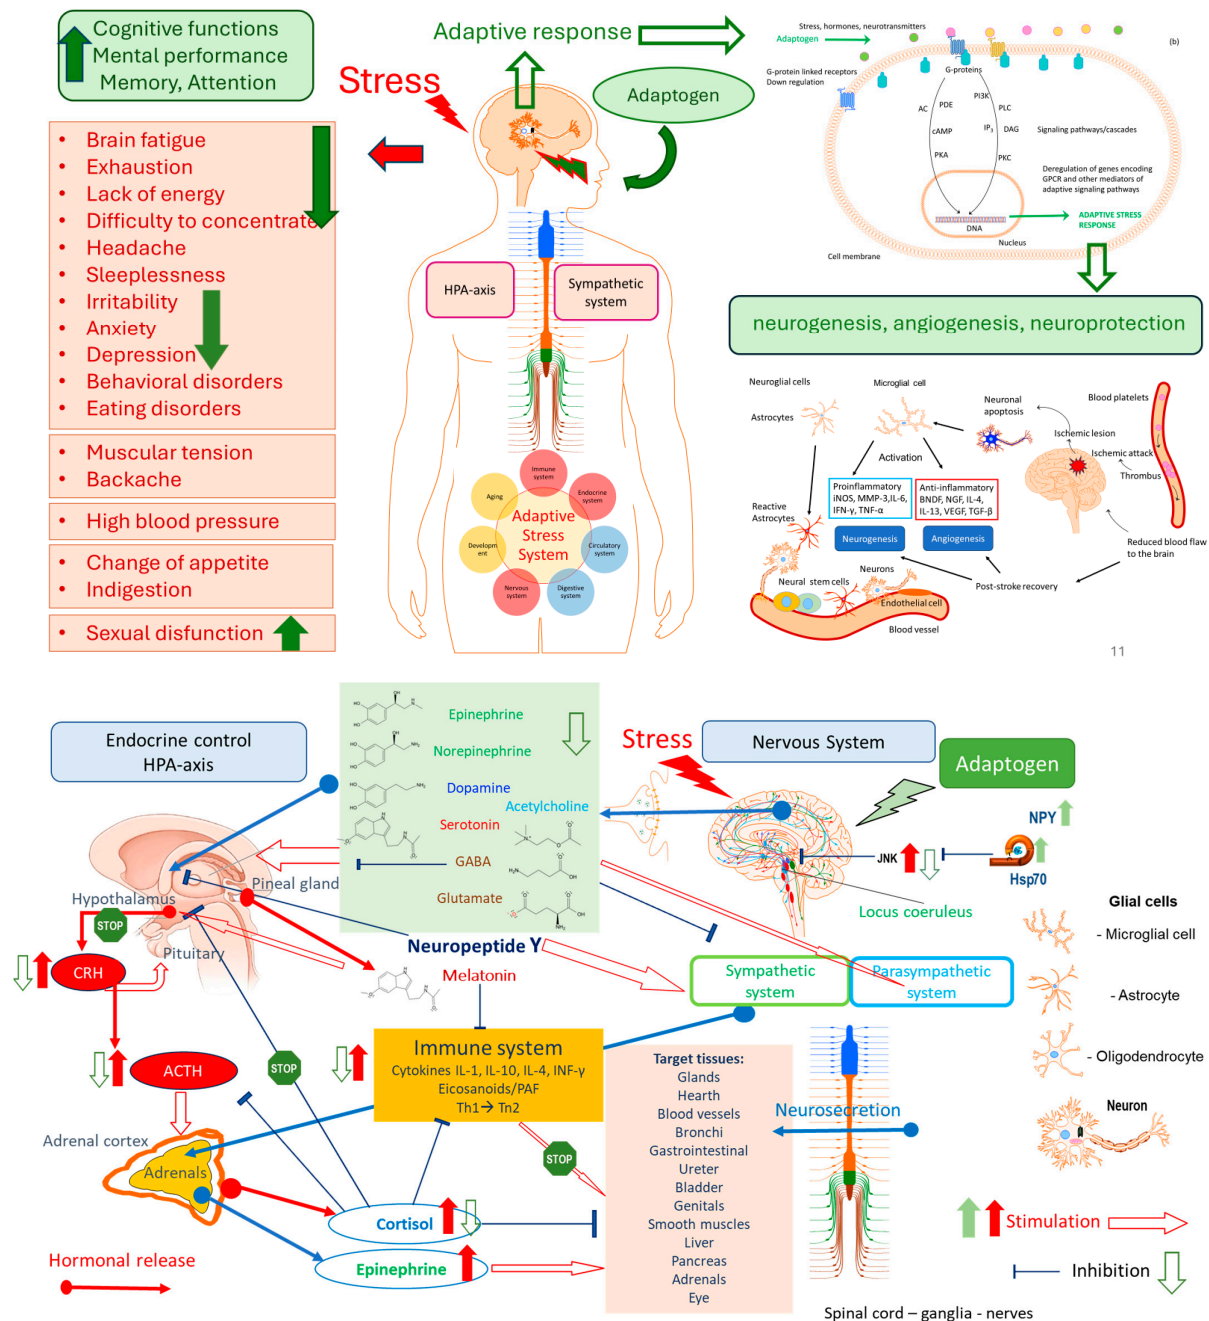 Cognitive functions
Mental performance
Memory, Attention
Adaptive response
Stress
Adaptogen
• Brain fatigue
• Exhaustion
• Lack of energy
• Difficulty to concentrate
• Headache
• Sleeplessness
• Irritability
• Anxiety
• Depression
• Behavioral disorders
• Eating disorders
• Muscular tension
• Backache
• High blood pressure
• Change of appetite
• Indigestion
• Sexual disfunction
HPA-axis
Sympathetic
system
Immune
system
Aging
Endocrine
system
Adaptive
Stress
System
Developm
ent
Circulatory
system
Nervous
system
Digestive
system
Stress, hormones, neurotransmitters
Adaptogen
(b)
G-protein linked receptors
Down regulation
G-proteins
AC
PDE
PI3K
PLC
cAMP
IP3
DAG
Signaling pathways/cascades
PKA
PKC
Deregulation of genes encoding
GPCR and other mediators of
adaptive signaling pathways
ADAPTIVE STRESS
RESPONSE
DNA
Nucleus
Cell membrane
neurogenesis, angiogenesis, neuroprotection
Neuroglial cells
Microglial cell
Astrocytes
Neuronal
apoptosis
Blood platelets
Ischemic lesion
Ischemic attack
Thrombus
Activation
Proinflammatory
iNOS, MMP-3,IL-6,
IFN-γ, TNF-α
Anti-inflammatory
BNDF, NGF, IL-4,
IL-13, VEGF, TGF-β
Reactive
Astrocytes
Neurogenesis
Angiogenesis
Reduced blood flaw
to the brain
Neural stem cells
Neurons
Post-stroke recovery
Endothelial cell
Blood vessel
11
Endocrine control
HPA-axis
Epinephrine
Norepinephrine
Dopamine
Acetylcholine
Serotonin
GABA
Glutamate
Stress
Nervous System
Adaptogen
NPY
JNK
Hsp70
Locus coeruleus
Hypothalamus
Pineal gland
STOP
Pituitary
CRH
Neuropeptide Y
Melatonin
Sympathetic
system
Parasympathetic
system
Glial cells
- Microglial cell
- Astrocyte
- Oligodendrocyte
Neuron
ACTH
STOP
Immune system
Cytokines IL-1, IL-10, IL-4, INF-γ
Eicosanoids/PAF
Th1→ Tn2
STOP
Target tissues:
Glands
Hearth
Blood vessels
Bronchi
Gastrointestinal
Ureter
Bladder
Genitals
Smooth muscles
Liver
Pancreas
Adrenals
Eye
Neurosecretion
Adrenal cortex
Adrenals
Cortisol
Epinephrine
Hormonal release
Stimulation
Inhibition
Spinal cord – ganglia - nerves